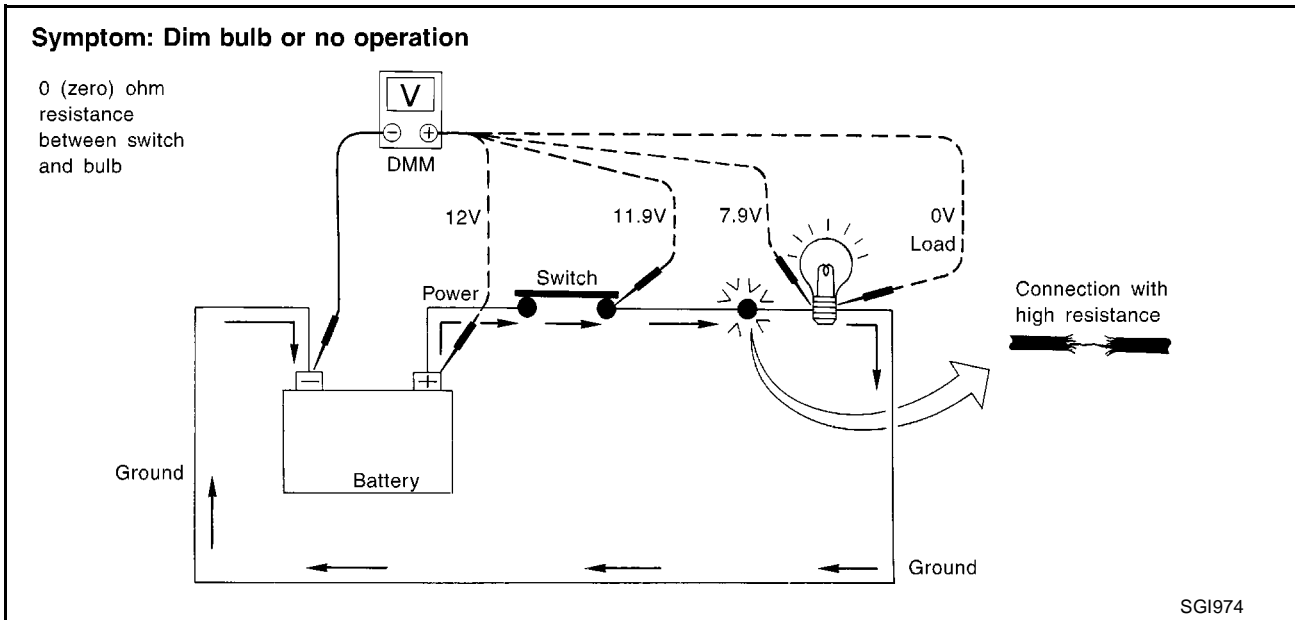 Symptom: Dim bulb or no operation
0 (zero) ohm
resistance
between switch
and bulb
V
− +
DMM
12V
11.9V
7.9V
0V
Load
Power
Switch
Connection with
high resistance
− +
Battery
Ground
Ground
SGI974